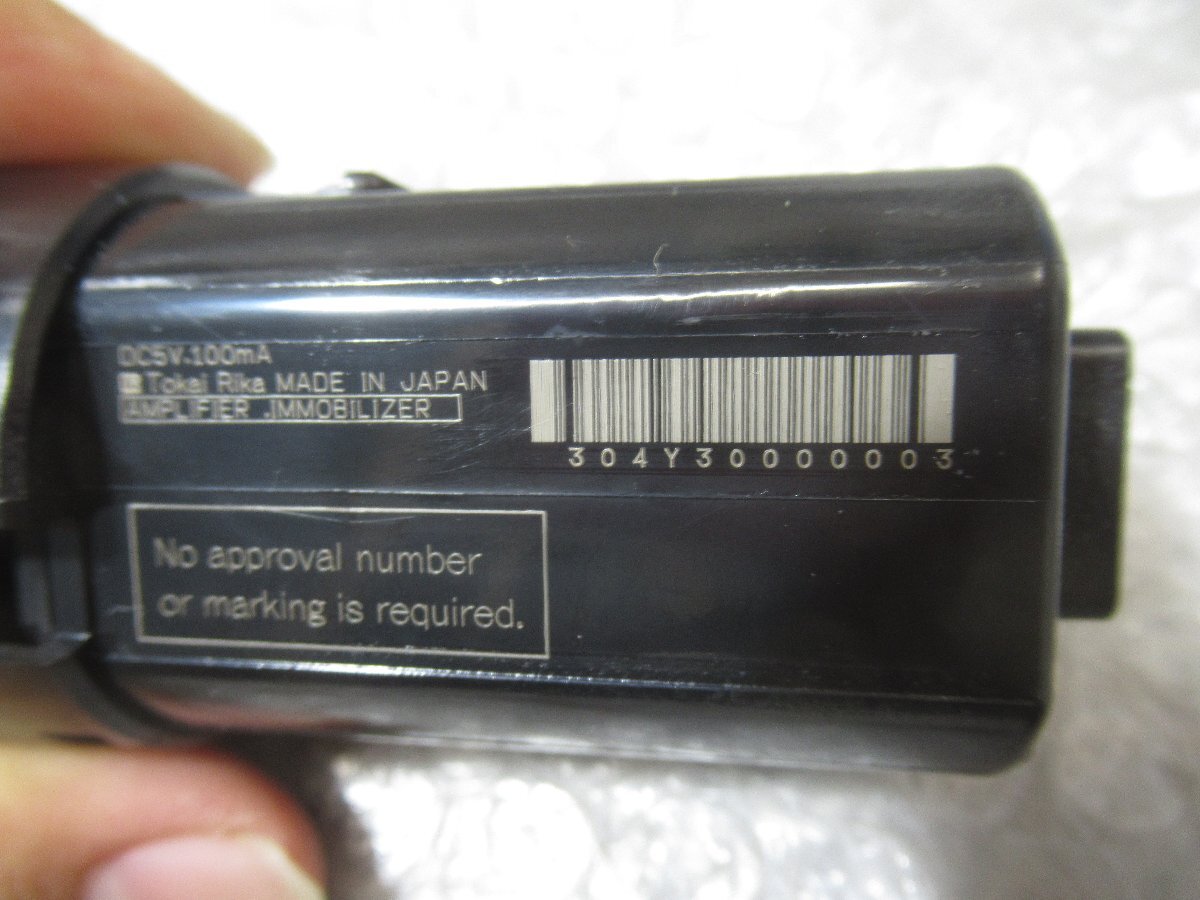 DC5V.100mA
Tokai Rika MADE IN JAPAN
AMPLIFIER .IMMOBILIZER
304Y30000003
No approval number
or marking is required.